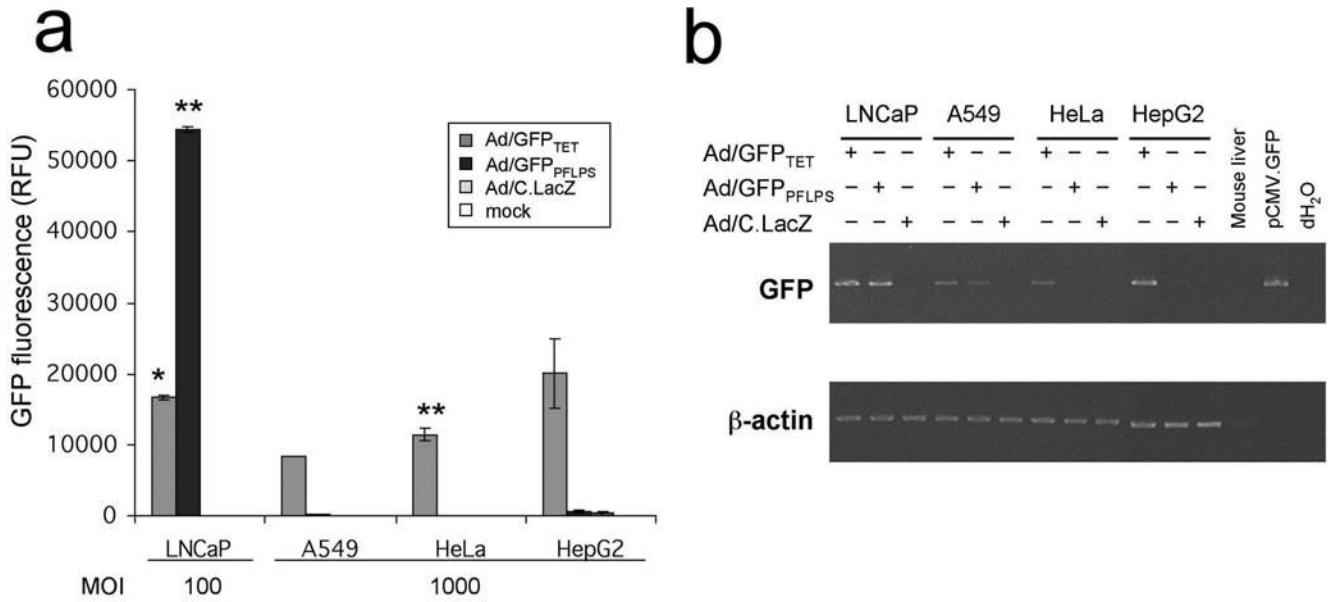 a
60000
50000
40000
30000
20000
10000
0
GFP fluorescence (RFU)
**
*
**
Ad/GFPTET
Ad/GFPPFLPS
Ad/C.LacZ
mock
LNCaP A549 HeLa HepG2
MOI 100 1000
b
LNCaP A549 HeLa HepG2
Ad/GFPTET + – – + – – + – – + – –
Ad/GFPPFLPS – + – – + – – + – – + –
Ad/C.LacZ – – + – – + – – + – – +
Mouse liver
pCMV.GFP
dH2O
GFP
β-actin